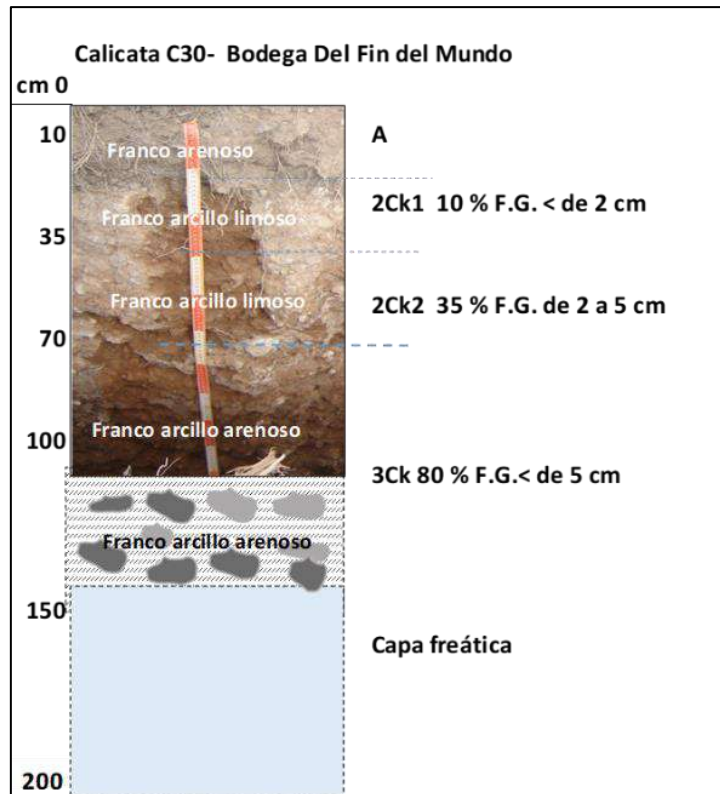 Calicata C30- Bodega Del Fin del Mundo
cm 0
10
Franco arenoso
A
Franco arcillo limoso
2Ck1 10 % F.G. < de 2 cm
35
Franco arcillo limoso
2Ck2 35 % F.G. de 2 a 5 cm
70
Franco arcillo arenoso
100
3Ck 80 % F.G.< de 5 cm
Franco arcillo arenoso
150
Capa freática
200